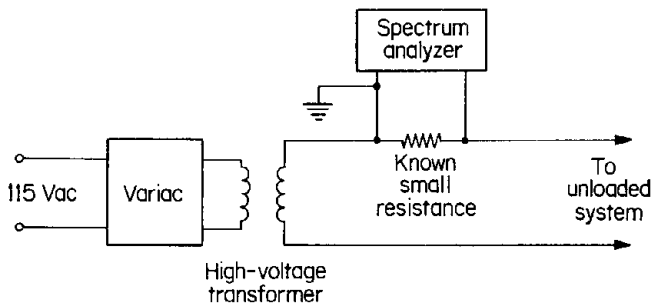 Spectrum
analyzer
115 Vac
Variac
Known
small
resistance
To
unloaded
system
High-voltage
transformer